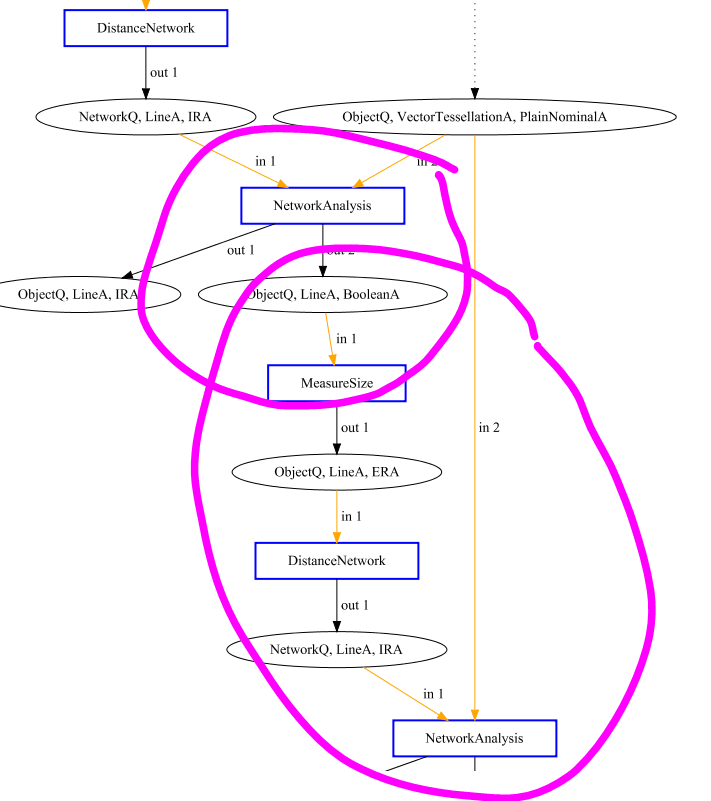 DistanceNetwork
out 1
NetworkQ, LineA, IRA
ObjectQ, VectorTessellationA, PlainNominalA
in 1
in 2
NetworkAnalysis
out 1
out 2
ObjectQ, LineA, IRA
ObjectQ, LineA, BooleanA
in 1
MeasureSize
out 1
in 2
ObjectQ, LineA, ERA
in 1
DistanceNetwork
out 1
NetworkQ, LineA, IRA
in 1
NetworkAnalysis